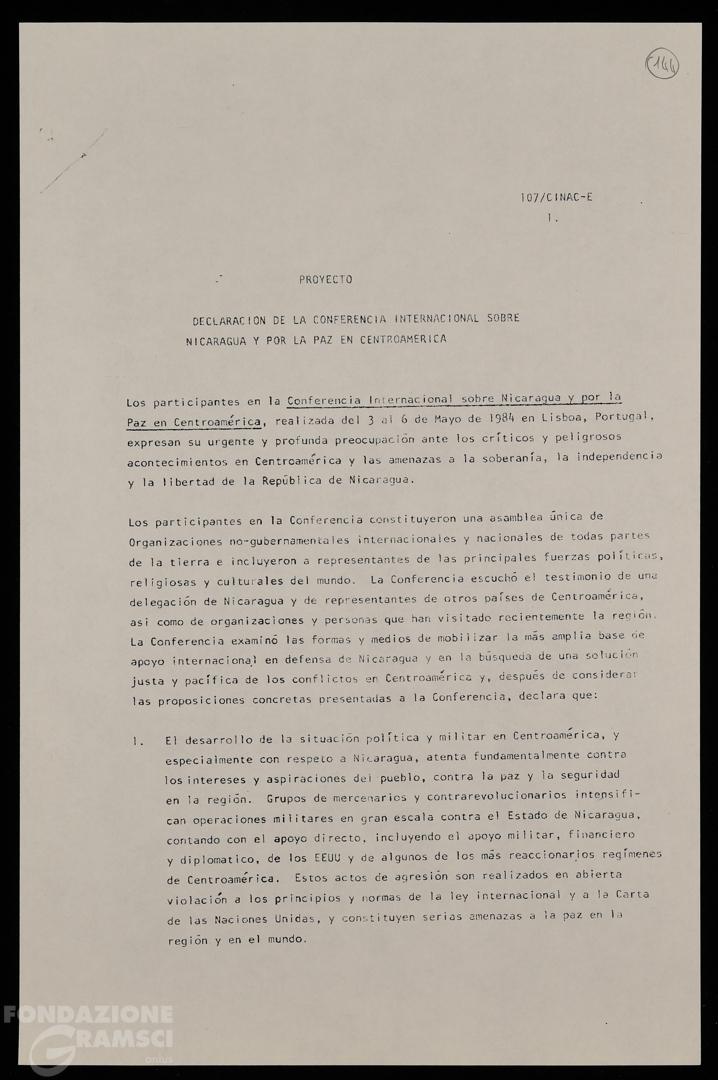 144
107/CINAC-E
1.
PROYECTO
DECLARACION DE LA CONFERENCIA INTERNACIONAL SOBRE
NICARAGUA Y POR LA PAZ EN CENTROAMERICA
Los participantes en la Conferencia Internacional sobre Nicaragua y por la
Paz en Centroamérica, realizada del 3 al 6 de Mayo de 1984 en Lisboa, Portugal,
expresan su urgente y profunda preocupación ante los críticos y peligrosos
acontecimientos en Centroamérica y las amenazas a la soberanía, la independencia
y la libertad de la República de Nicaragua.
Los participantes en la Conferencia constituyeron una asamblea única de
Organizaciones no-gubernamentales internacionales y nacionales de todas partes
de la tierra e incluyeron a representantes de las principales fuerzas políticas,
religiosas y culturales del mundo. La Conferencia escuchó el testimonio de una
delegación de Nicaragua y de representantes de otros países de Centroamérica,
asi como de organizaciones y personas que han visitado recientemente la región.
La Conferencia examinó las formas y medios de mobilizar la más amplia base de
apoyo internacional en defensa de Nicaragua y en la búsqueda de una solución
justa y pacífica de los conflictos en Centroamérica y, después de considerar
las proposiciones concretas presentadas a la Conferencia, declara que:
1. El desarrollo de la situación política y militar en Centroamérica, y
especialmente con respeto a Nicaragua, atenta fundamentalmente contra
los intereses y aspiraciones del pueblo, contra la paz y la seguridad
en la región. Grupos de mercenarios y contrarevolucionarios intensifi-
can operaciones militares en gran escala contra el Estado de Nicaragua,
contando con el apoyo directo, incluyendo el apoyo militar, financiero
y diplomatico, de los EEUU y de algunos de los más reaccionarios regímenes
de Centroamérica. Estos actos de agresión son realizados en abierta
violación a los principios y normas de la ley internacional y a la Carta
de las Naciones Unidas, y constituyen serias amenazas a la paz en la
región y en el mundo.
FONDAZIONE
GRAMSCI
onlus